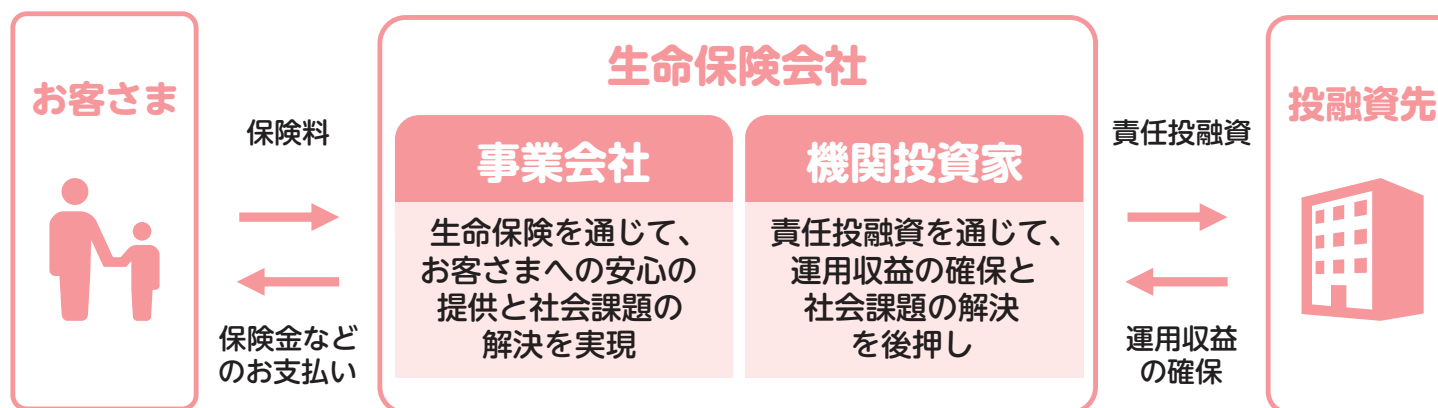 お客さま
保険料
保険金など
のお支払い
生命保険会社
事業会社
生命保険を通じて、
お客さまへの安心の
提供と社会課題の
解決を実現
機関投資家
責任投融資を通じて、
運用収益の確保と
社会課題の解決
を後押し
責任投融資
運用収益
の確保
投融資先